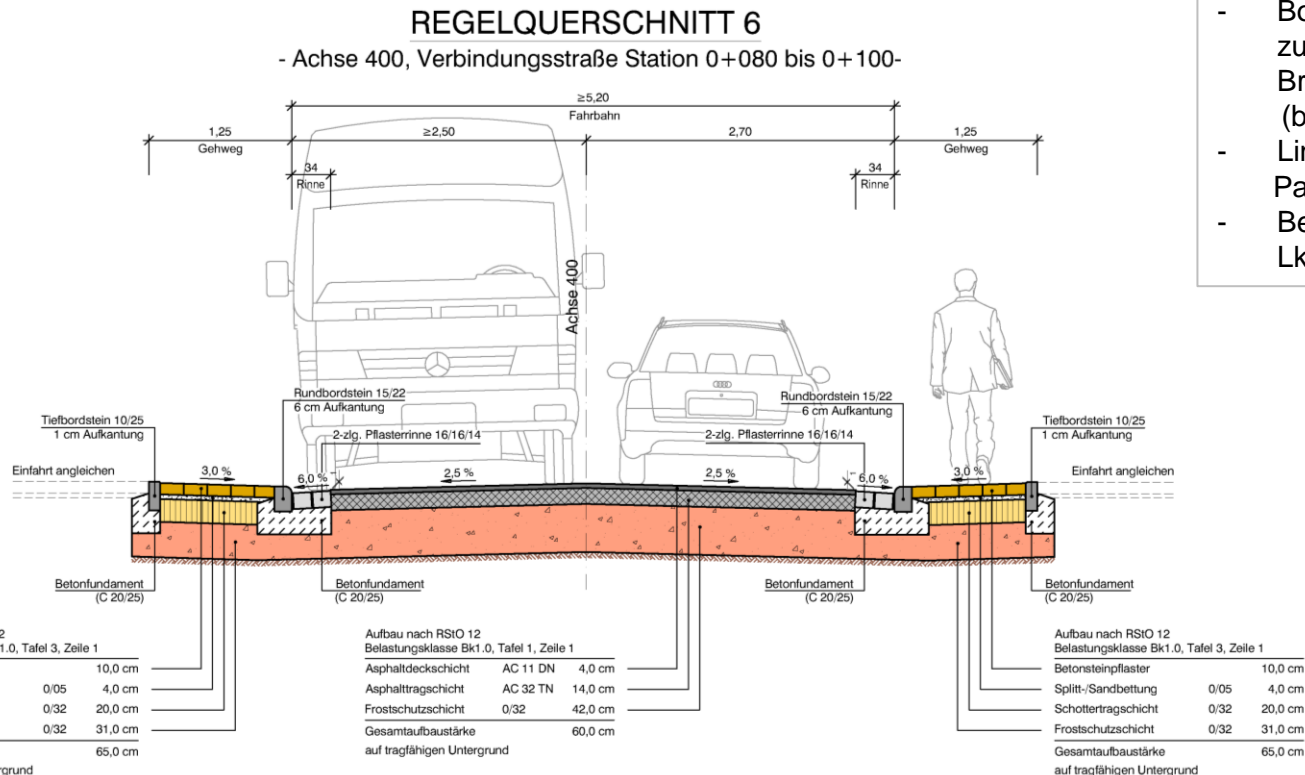 REGELQUERSCHNITT 6
- Achse 400, Verbindungsstraße Station 0+080 bis 0+100-
-
zu
-
-
≥5,20
Fahrbahn
1,25
≥2,50
2,70
1,25
Gehweg
Gehweg
34
Rinne
34
Rinne
Achse 400
Rundbordstein 15/22
6 cm Aufkantung
Rundbordstein 15/22
6 cm Aufkantung
Tiefbordstein 10/25
1 cm Aufkantung
Tiefbordstein 10/25
1 cm Aufkantung
2-zlg. Pflasterrinne 16/16/14
2-zlg. Pflasterrinne 16/16/14
Einfahrt angleichen
Einfahrt angleichen
3,0 %
6,0 %
1
2,5 %
2,5 %
1
6,0 %
3,0 %
Betonfundament
(C 20/25)
Betonfundament
(C 20/25)
Betonfundament
(C 20/25)
Betonfundament
(C 20/25)
2
1.0, Tafel 3, Zeile 1
10,0 cm
0/05 4,0 cm
0/32 20,0 cm
0/32 31,0 cm
65,0 cm
Aufbau nach RStO 12
Belastungsklasse Bk1.0, Tafel 1, Zeile 1
Asphaltdeckschicht AC 11 DN 4,0 cm
Asphalttragschicht AC 32 TN 14,0 cm
Frostschutzschicht 0/32 42,0 cm
Gesamtaufbaustärke 60,0 cm
auf tragfähigen Untergrund
Aufbau nach RStO 12
Belastungsklasse Bk1.0, Tafel 3, Zeile 1
Betonsteinpflaster 10,0 cm
Splitt-/Sandbettung 0/05 4,0 cm
Schottertragschicht 0/32 20,0 cm
Frostschutzschicht 0/32 31,0 cm
Gesamtaufbaustärke 65,0 cm
auf tragfähigen Untergrund